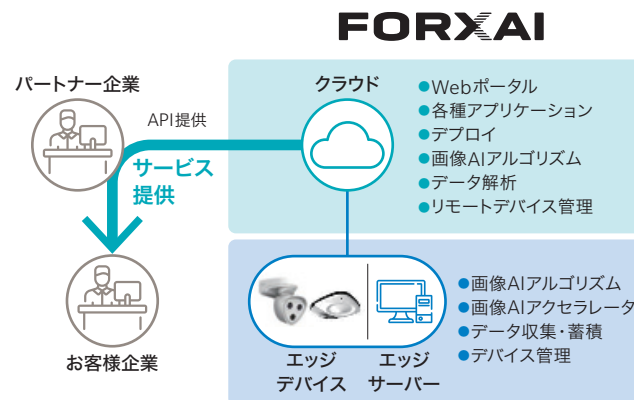 FORXAI
パートナー企業
API提供
サービス
提供
お客様企業
クラウド
●Webポータル
●各種アプリケーション
●デプロイ
●画像AIアルゴリズム
●データ解析
●リモートデバイス管理
エッジ
デバイス
エッジ
サーバー
●画像AIアルゴリズム
●画像AIアクセラレータ
●データ収集・蓄積
●デバイス管理